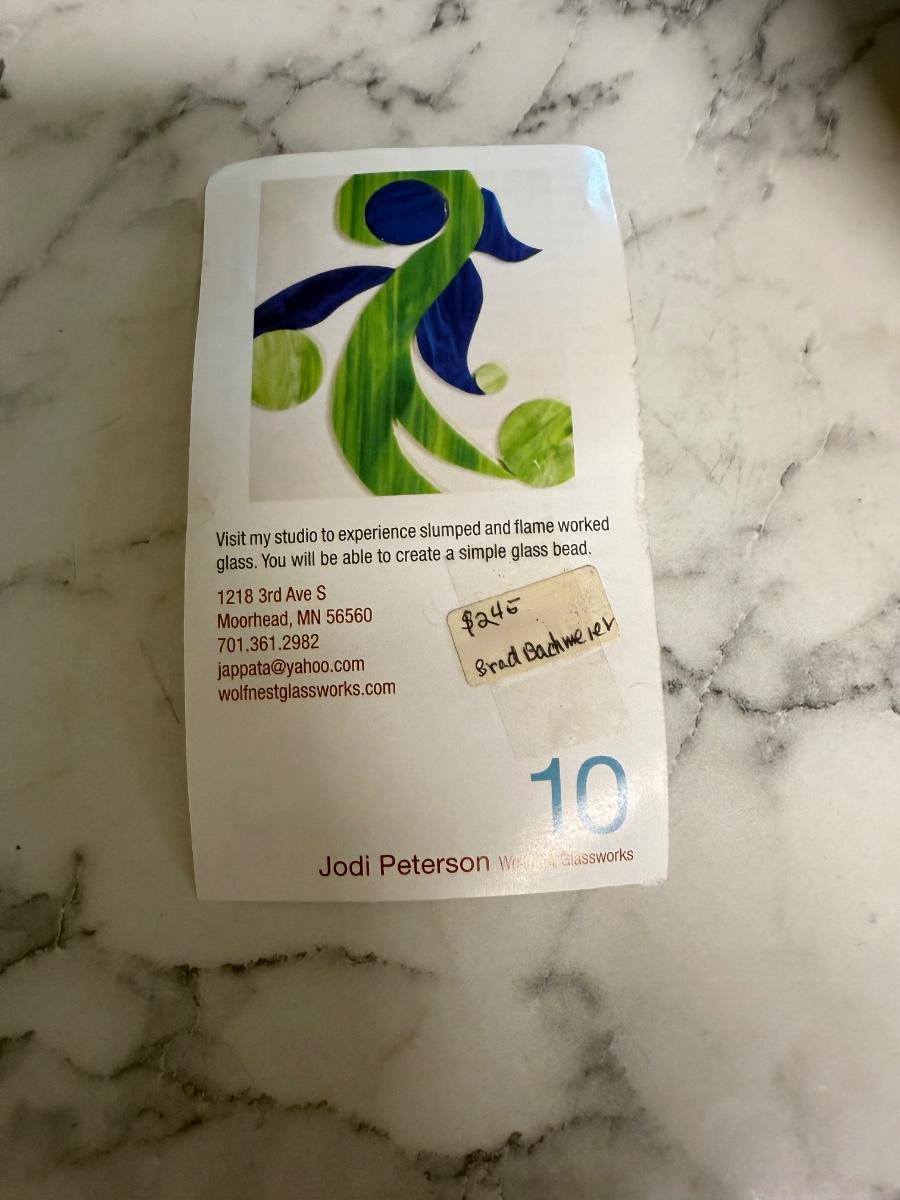 Visit my studio to experience slumped and flame worked
glass. You will be able to create a simple glass bead.
1218 3rd Ave S
Moorhead, MN 56560
701.361.2982
jappata@yahoo.com
wolfnestglassworks.com
$245
Brad Bachmeier
10
Jodi Peterson Wolfnest Glassworks